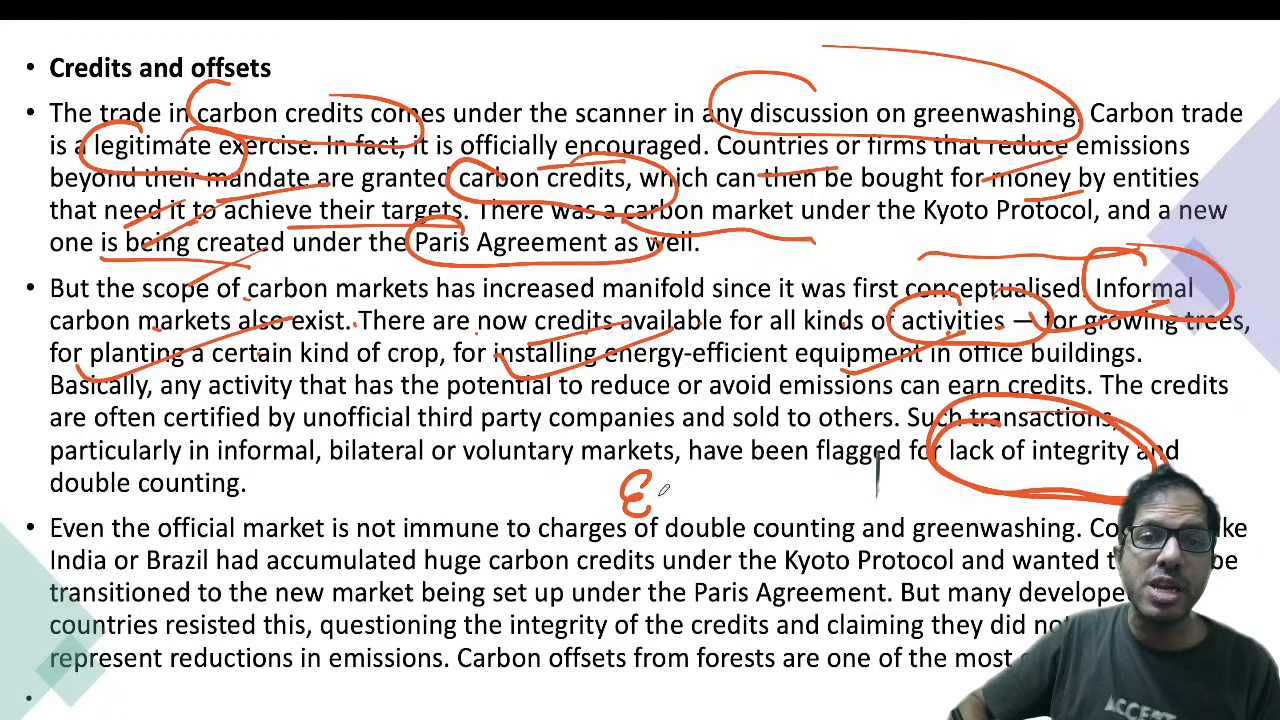 Credits and offsets
The trade in carbon credits comes under the scanner in any discussion on greenwashing. Carbon trade
is a legitimate exercise. In fact, it is officially encouraged. Countries or firms that reduce emissions
beyond their mandate are granted carbon credits, which can then be bought for money by entities
that need it to achieve their targets. There was a carbon market under the Kyoto Protocol, and a new
one is being created under the Paris Agreement as well.
But the scope of carbon markets has increased manifold since it was first conceptualised. Informal
carbon markets also exist. There are now credits available for all kinds of activities — for growing trees,
for planting a certain kind of crop, for installing energy-efficient equipment in office buildings.
Basically, any activity that has the potential to reduce or avoid emissions can earn credits. The credits
are often certified by unofficial third party companies and sold to others. Such transactions,
particularly in informal, bilateral or voluntary markets, have been flagged for lack of integrity and
double counting.
Even the official market is not immune to charges of double counting and greenwashing.
India or Brazil had accumulated huge carbon credits under the Kyoto Protocol and wanted be
transitioned to the new market being set up under the Paris Agreement. But many
countries resisted this, questioning the integrity of the credits and claiming they did
represent reductions in emissions. Carbon offsets from forests are one of the most
ACCEPT